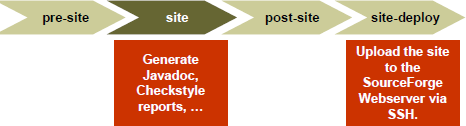 pre-site
site
post-site
site-deploy
Generate
Javadoc,
Checkstyle
reports, …
Upload the site
to the
SourceForge
Webserver via
SSH.